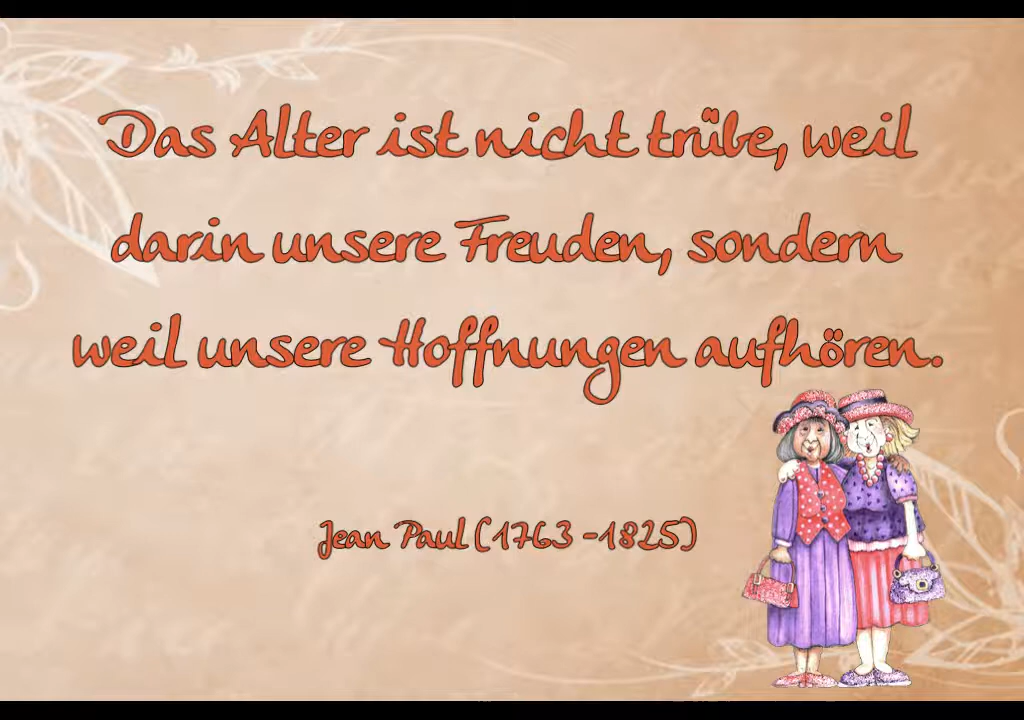 Das Alter ist nicht trübe, weil
darin unsere Freuden, sondern
weil unsere Hoffnungen aufhören.
Jean Paul (1763 -1825)